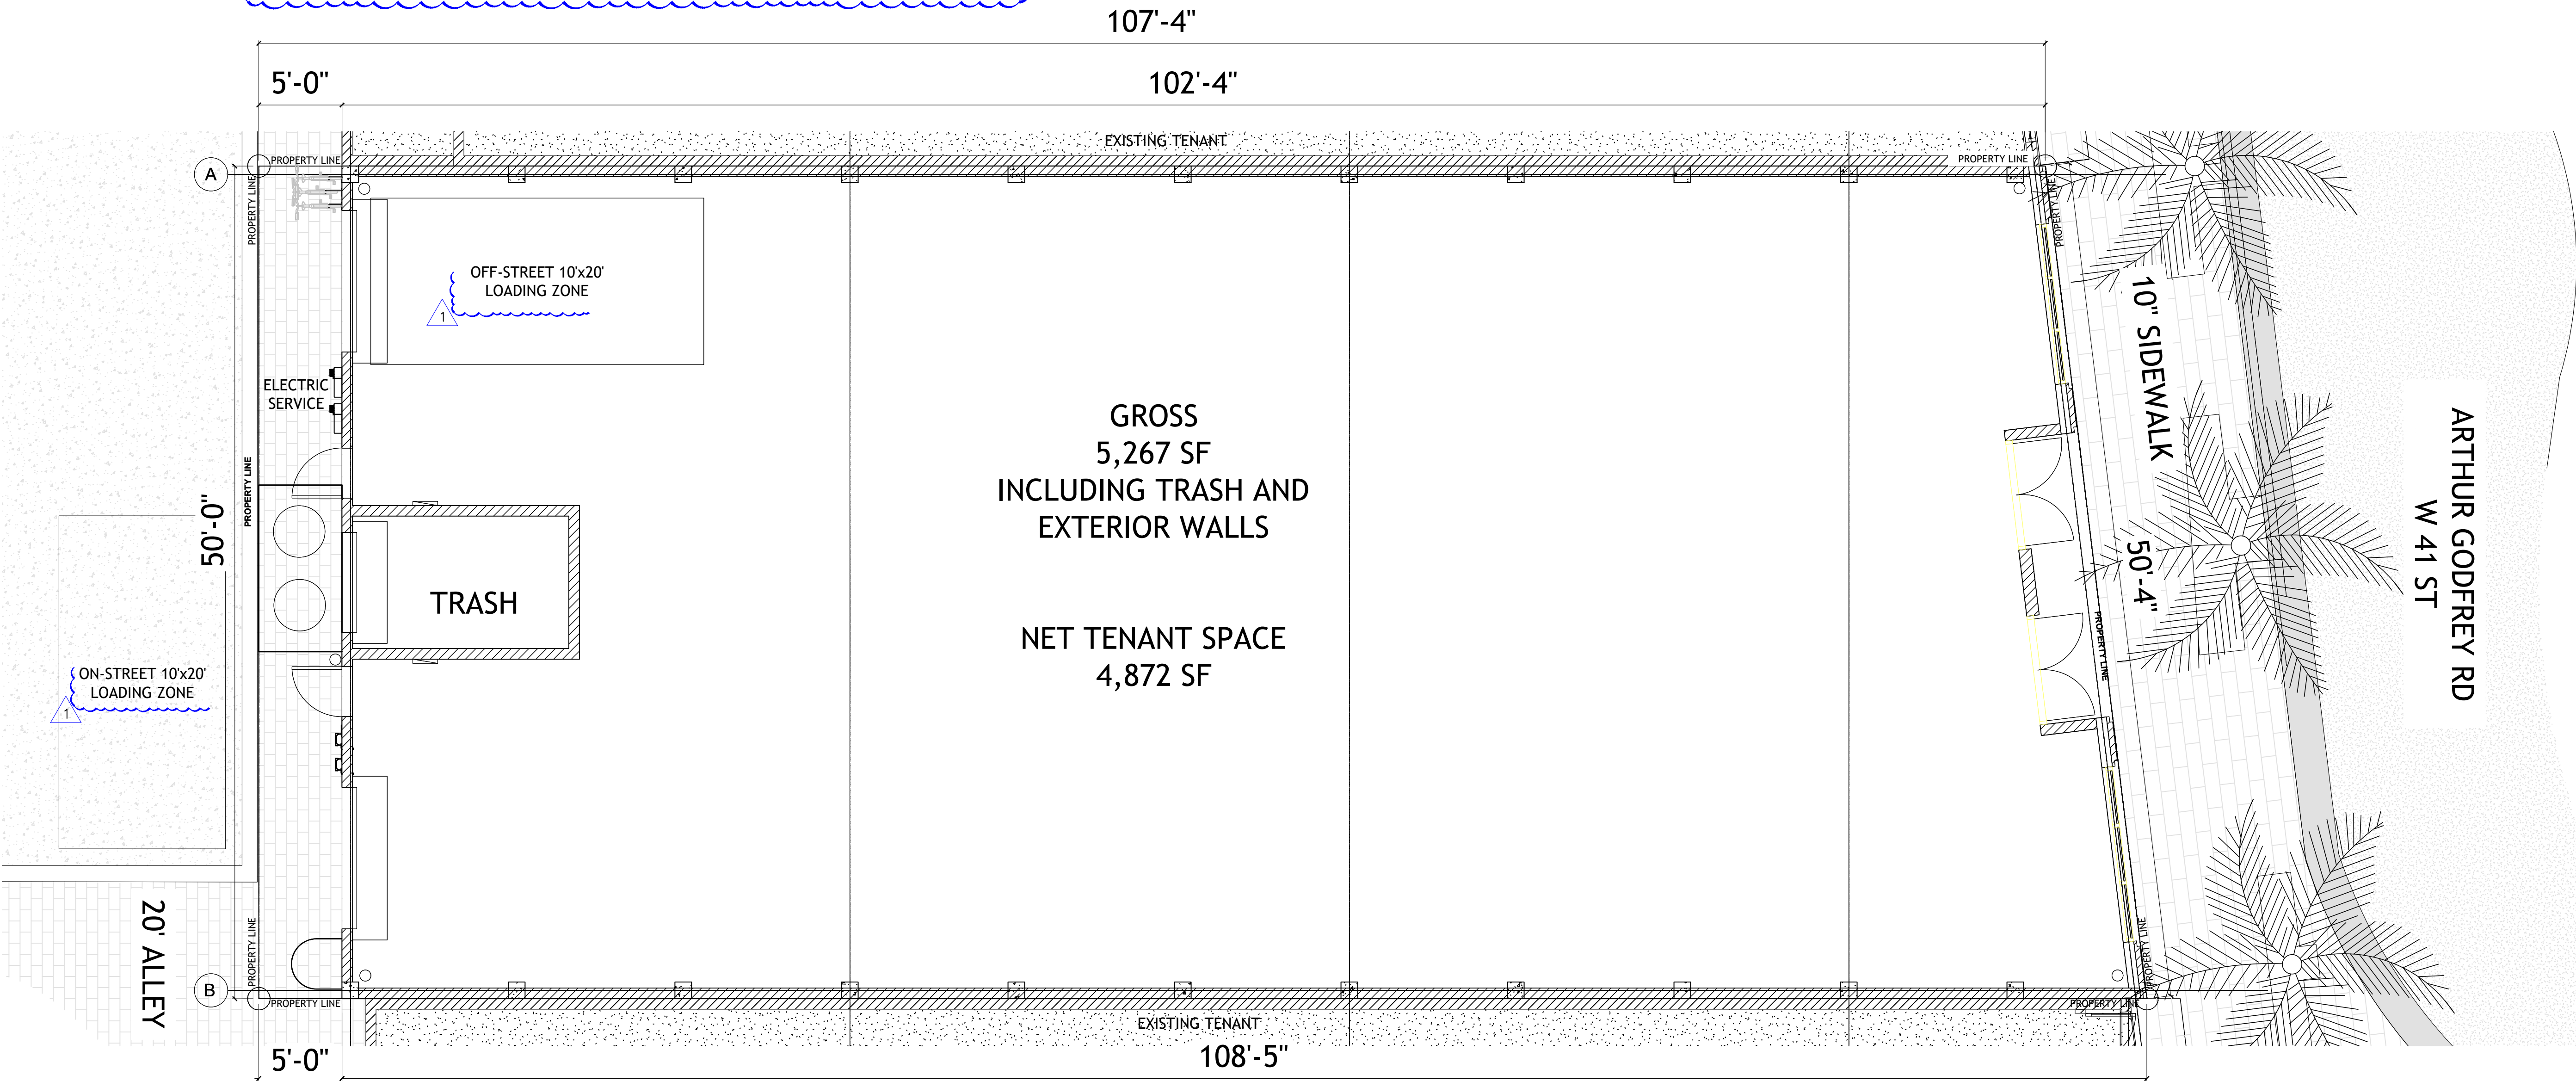 107'-4"
5'-0"
102'-4"
EXISTING TENANT
PROPERTY LINE
PROPERTY LINE
A
PROPERTY LINE
PROPERTY LINE
OFF-STREET 10'x20'
LOADING ZONE
1
10" SIDEWALK
ELECTRIC
SERVICE
GROSS
5,267 SF
INCLUDING TRASH AND
EXTERIOR WALLS
ARTHUR GODFREY RD
W 41 ST
PROPERTY LINE
50'-0"
50'-4"
TRASH
NET TENANT SPACE
4,872 SF
PROPERTY LINE
ON-STREET 10'x20'
LOADING ZONE
1
20' ALLEY
PROPERTY LINE
PROPERTY LINE
B
PROPERTY LINE
PROPERTY LINE
EXISTING TENANT
5'-0"
108'-5"